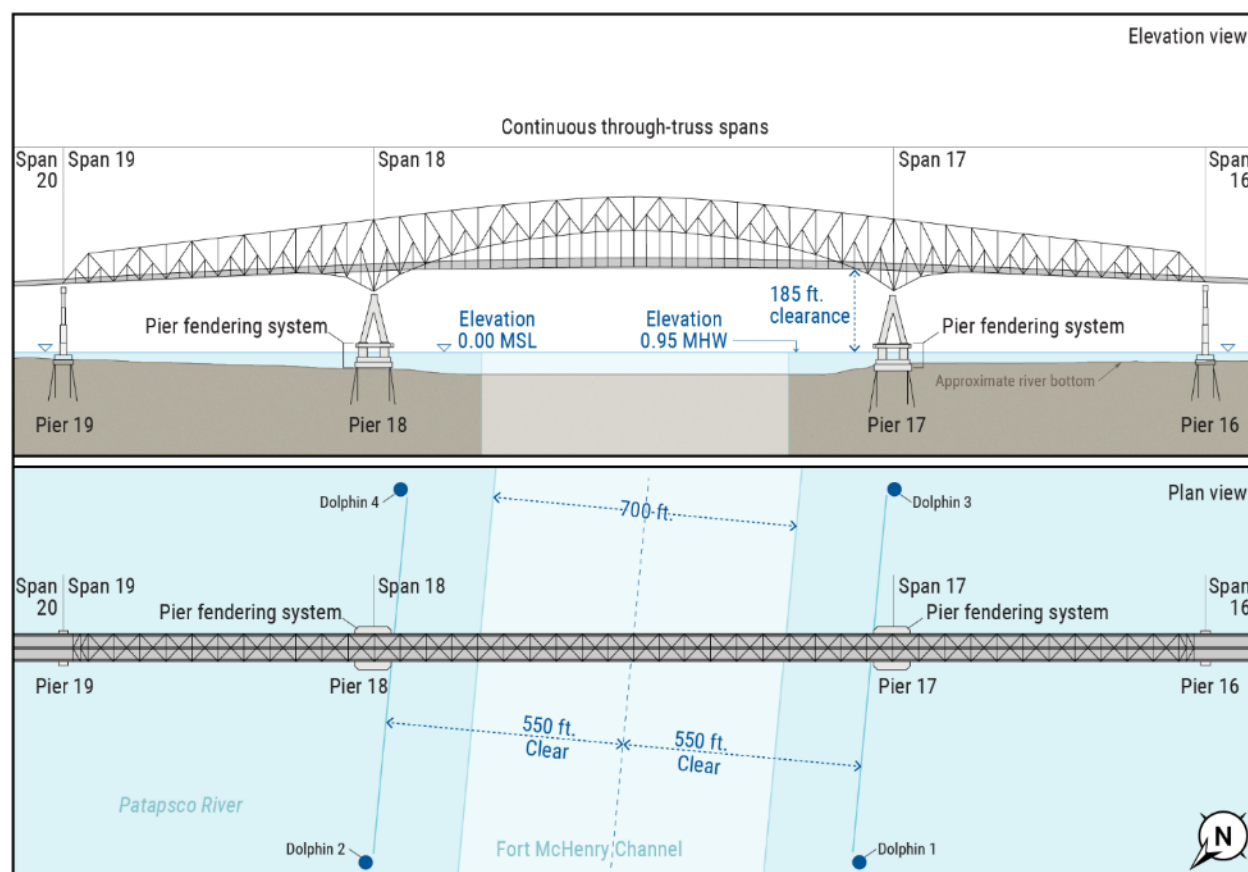 Elevation view
Continuous through-truss spans
Span
20
Span 19
Span 18
Span 17
Span
16
185 ft.
clearance
Pier fendering system
Elevation
0.00 MSL
Elevation
0.95 MHW
Pier fendering system
Approximate river bottom
Pier 19
Pier 18
Pier 17
Pier 16
Plan view
Dolphin 4
700 ft.
Dolphin 3
Span
20
Span 19
Span 18
Span 17
Span
16
Pier fendering system
Pier fendering system
Pier 19
Pier 18
Pier 17
Pier 16
550 ft.
Clear
550 ft.
Clear
Patapsco River
Dolphin 2
Fort McHenry Channel
Dolphin 1
N